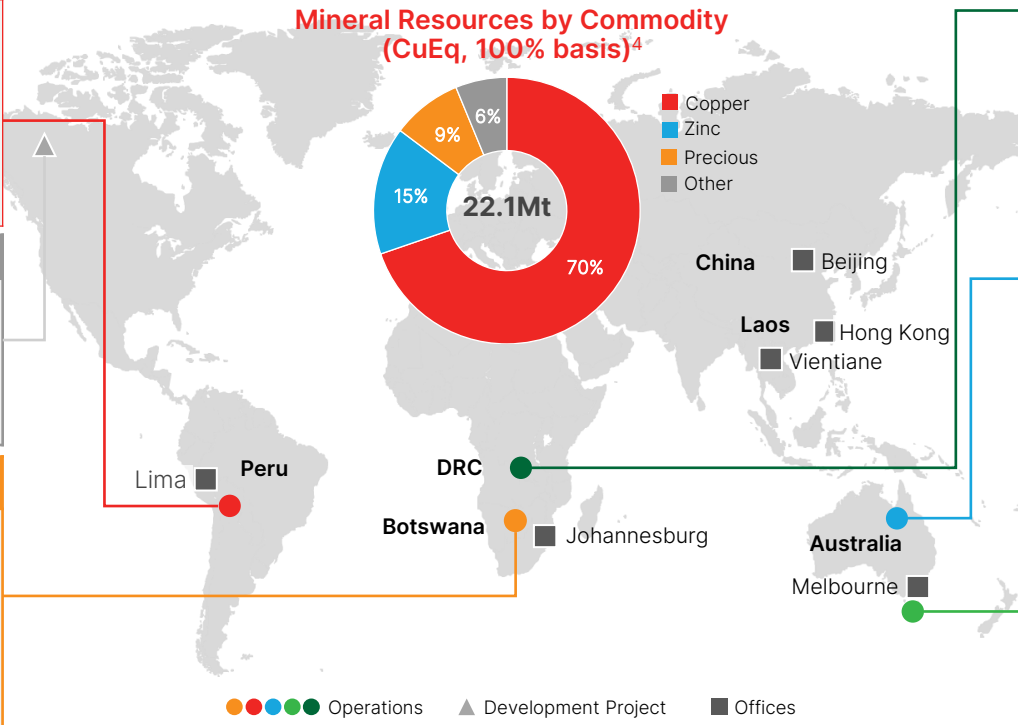 Mineral Resources by Commodity
(CuEq, 100% basis)4
6%
9%
15%
22.1Mt
70%
Copper
Zinc
Precious
Other
China
Beijing
Laos
Hong Kong
Vientiane
Lima
Peru
DRC
Botswana
Johannesburg
Australia
Melbourne
Operations
Development Project
Offices